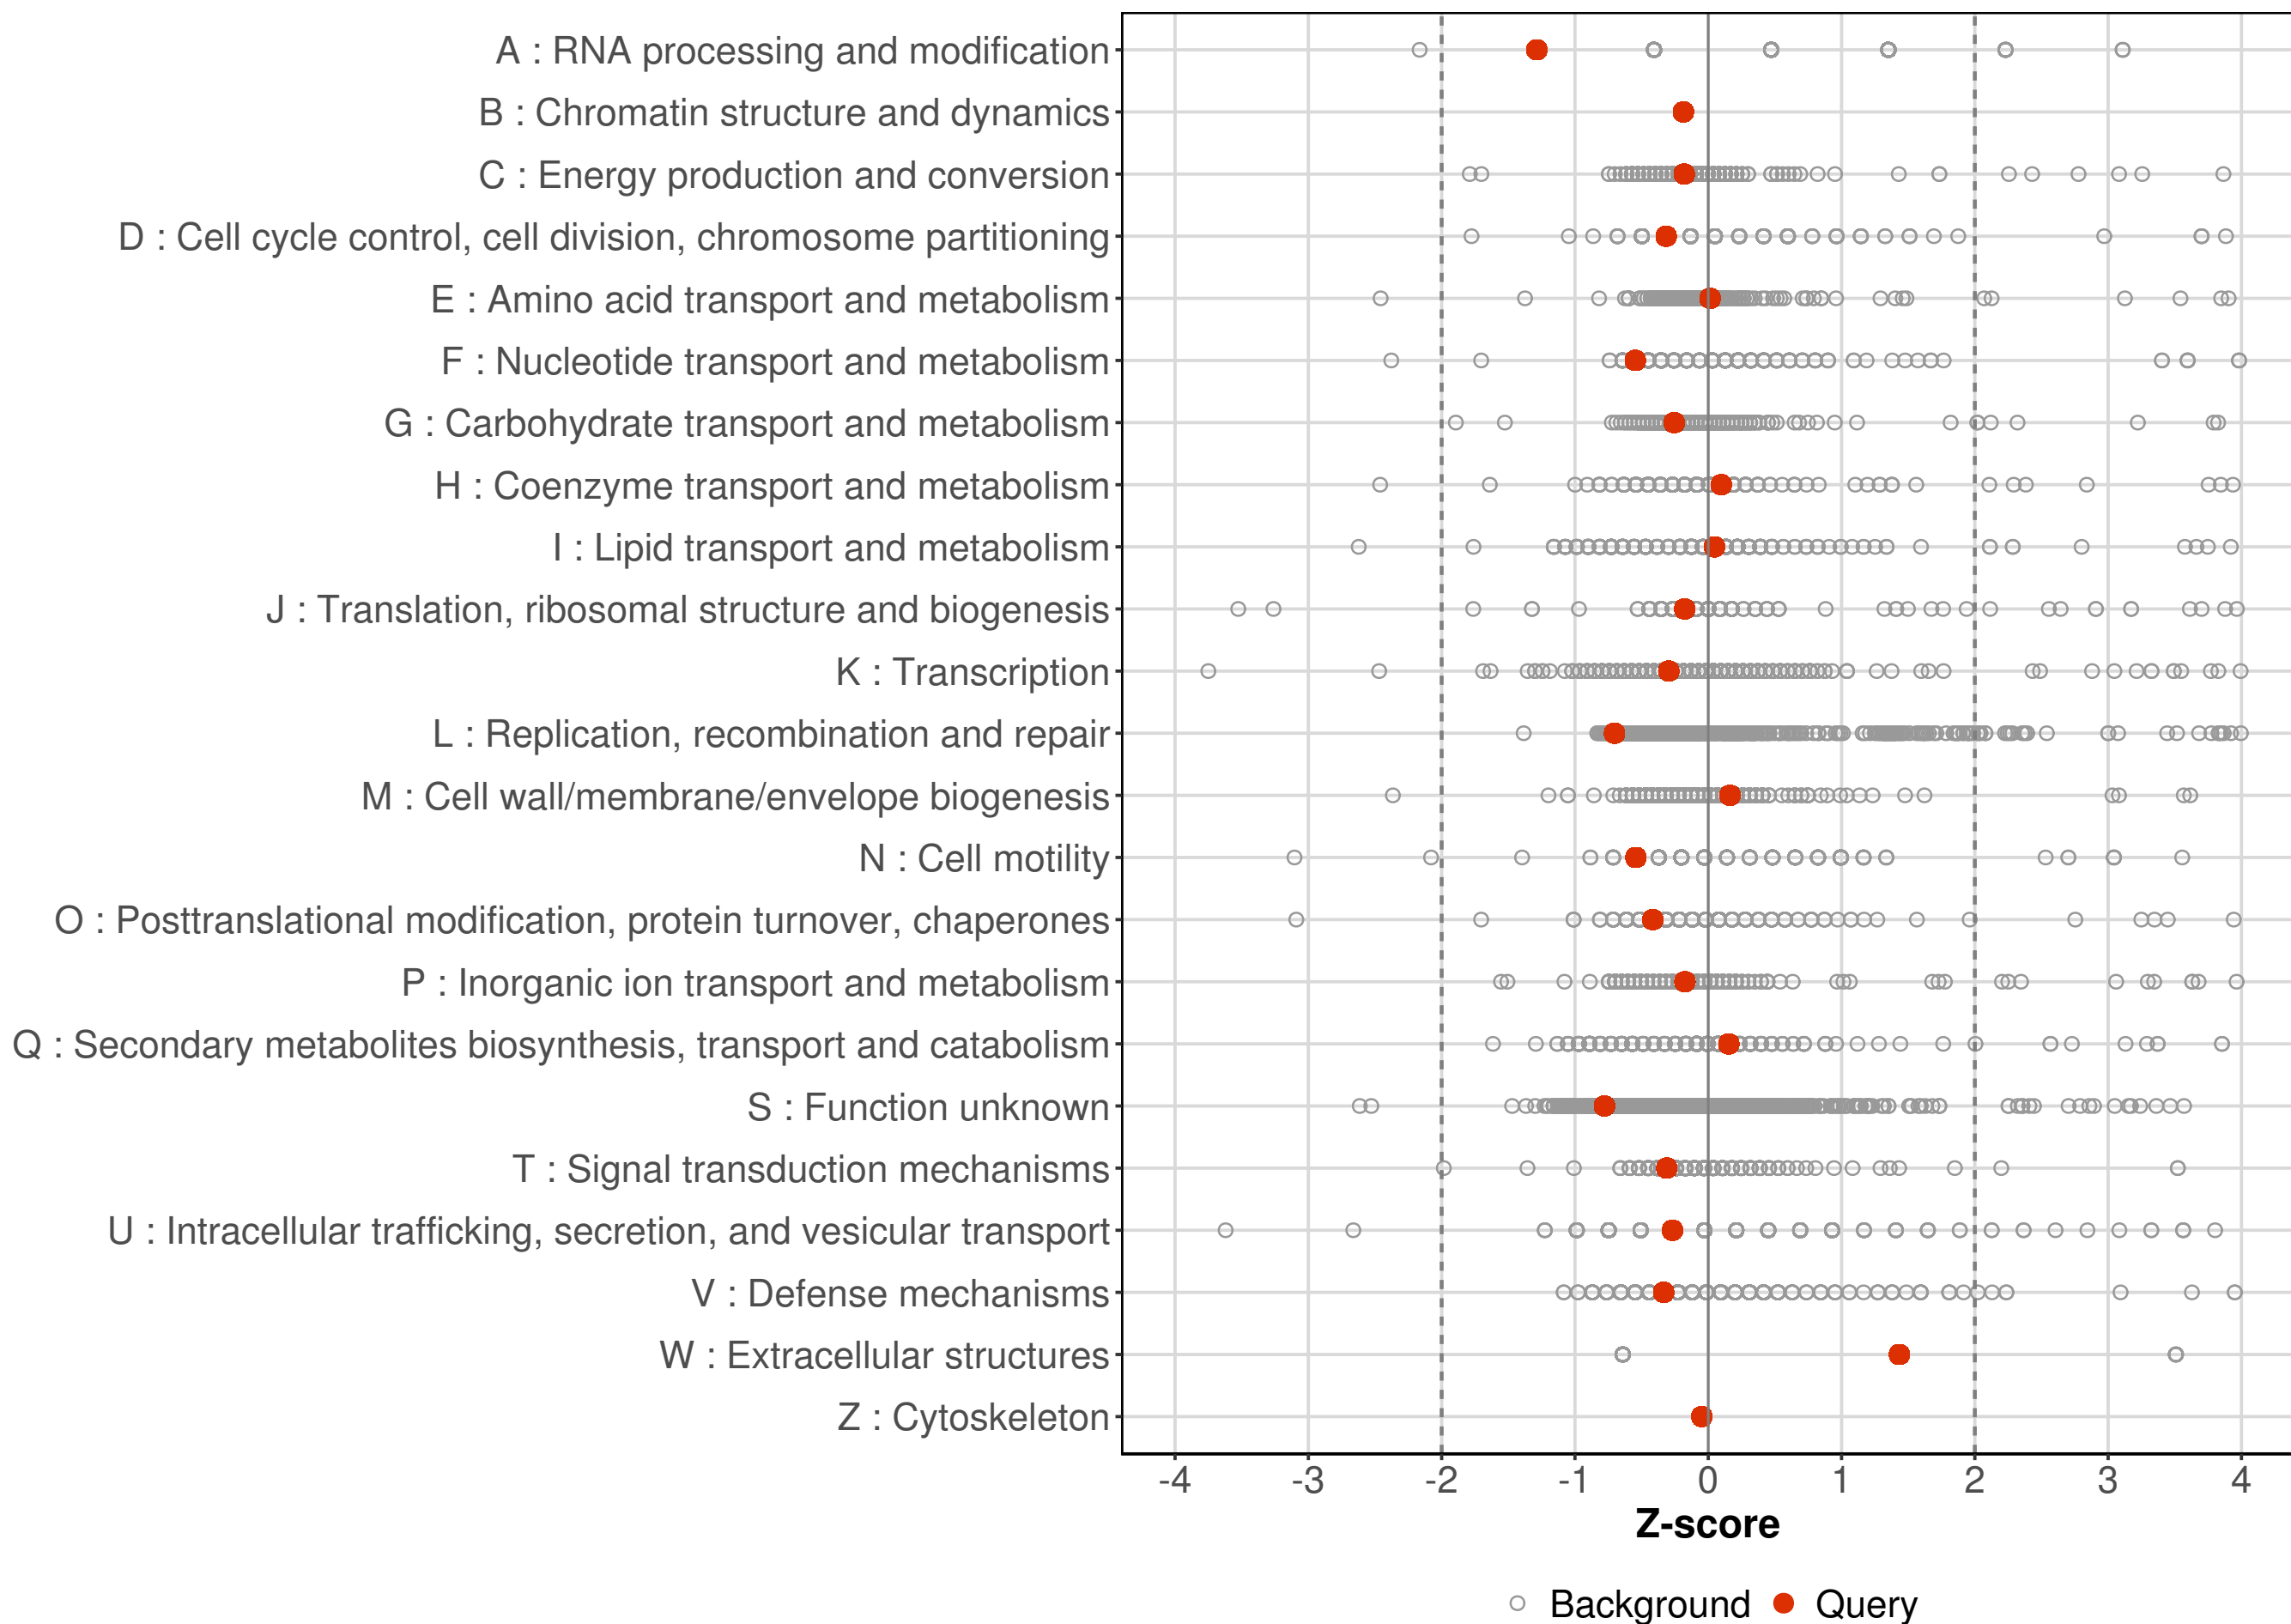 A : RNA processing and modification
B : Chromatin structure and dynamics
C : Energy production and conversion
D : Cell cycle control, cell division, chromosome partitioning
E : Amino acid transport and metabolism
F : Nucleotide transport and metabolism
G : Carbohydrate transport and metabolism
H : Coenzyme transport and metabolism
I : Lipid transport and metabolism
J : Translation, ribosomal structure and biogenesis
K : Transcription
L : Replication, recombination and repair
M : Cell wall/membrane/envelope biogenesis
N : Cell motility
O : Posttranslational modification, protein turnover, chaperones
P : Inorganic ion transport and metabolism
Q : Secondary metabolites biosynthesis, transport and catabolism
S : Function unknown
T : Signal transduction mechanisms
U : Intracellular trafficking, secretion, and vesicular transport
V : Defense mechanisms
W : Extracellular structures
Z : Cytoskeleton
-4 -3 -2 -1 0 1 2 3 4
Z-score
Background Query